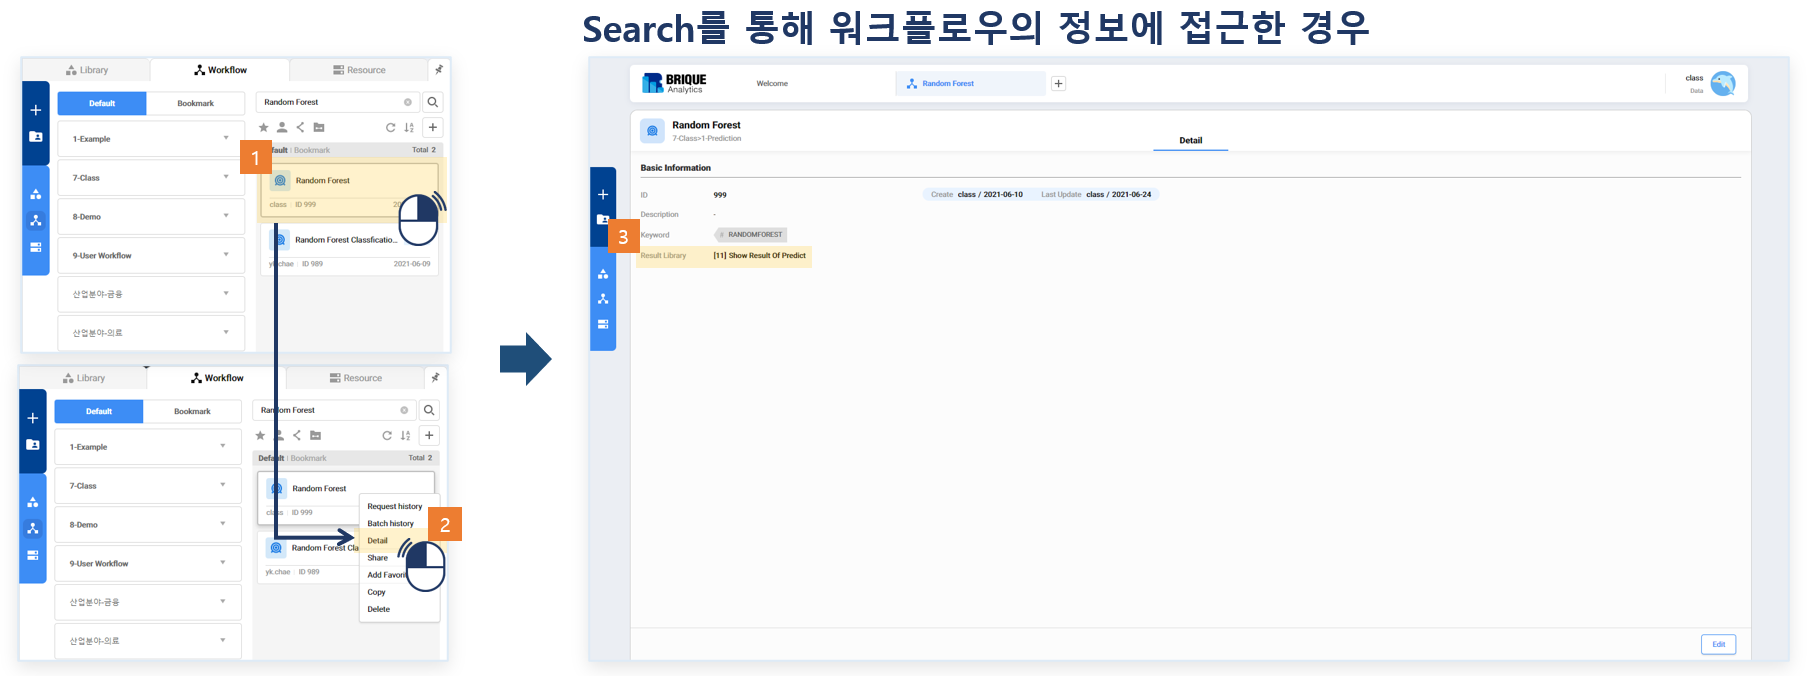 Search를 통해 워크플로우의 정보에 접근한 경우
Library
Workflow
Resource
Default
Bookmark
Random Forest
1-Example
7-Class
8-Demo
9-User Workflow
산업분야-금융
산업분야-의료
Bookmark
Total 2
1
Random Forest
class
ID 999
Random Forest Classficatio...
ID 989
2021-06-09
Library
Workflow
Resource
Default
Bookmark
Random Forest
1-Example
7-Class
8-Demo
9-User Workflow
산업분야-금융
산업분야-의료
Default
Bookmark
Total 2
Random Forest
ID 999
Random Forest Cla
yk.chae
ID 989
Request history
Batch history
Detail
Share
Add Favori
Copy
Delete
2
BRIQUE
Analytics
Welcome
Random Forest
class
Data
Random Forest
7-Class>1-Prediction
Detail
Basic Information
ID
999
Create class / 2021-06-10
Last Update class / 2021-06-24
Description
-
3
Keyword
# RANDOMFOREST
Result Library
[11] Show Result Of Predict
Edit